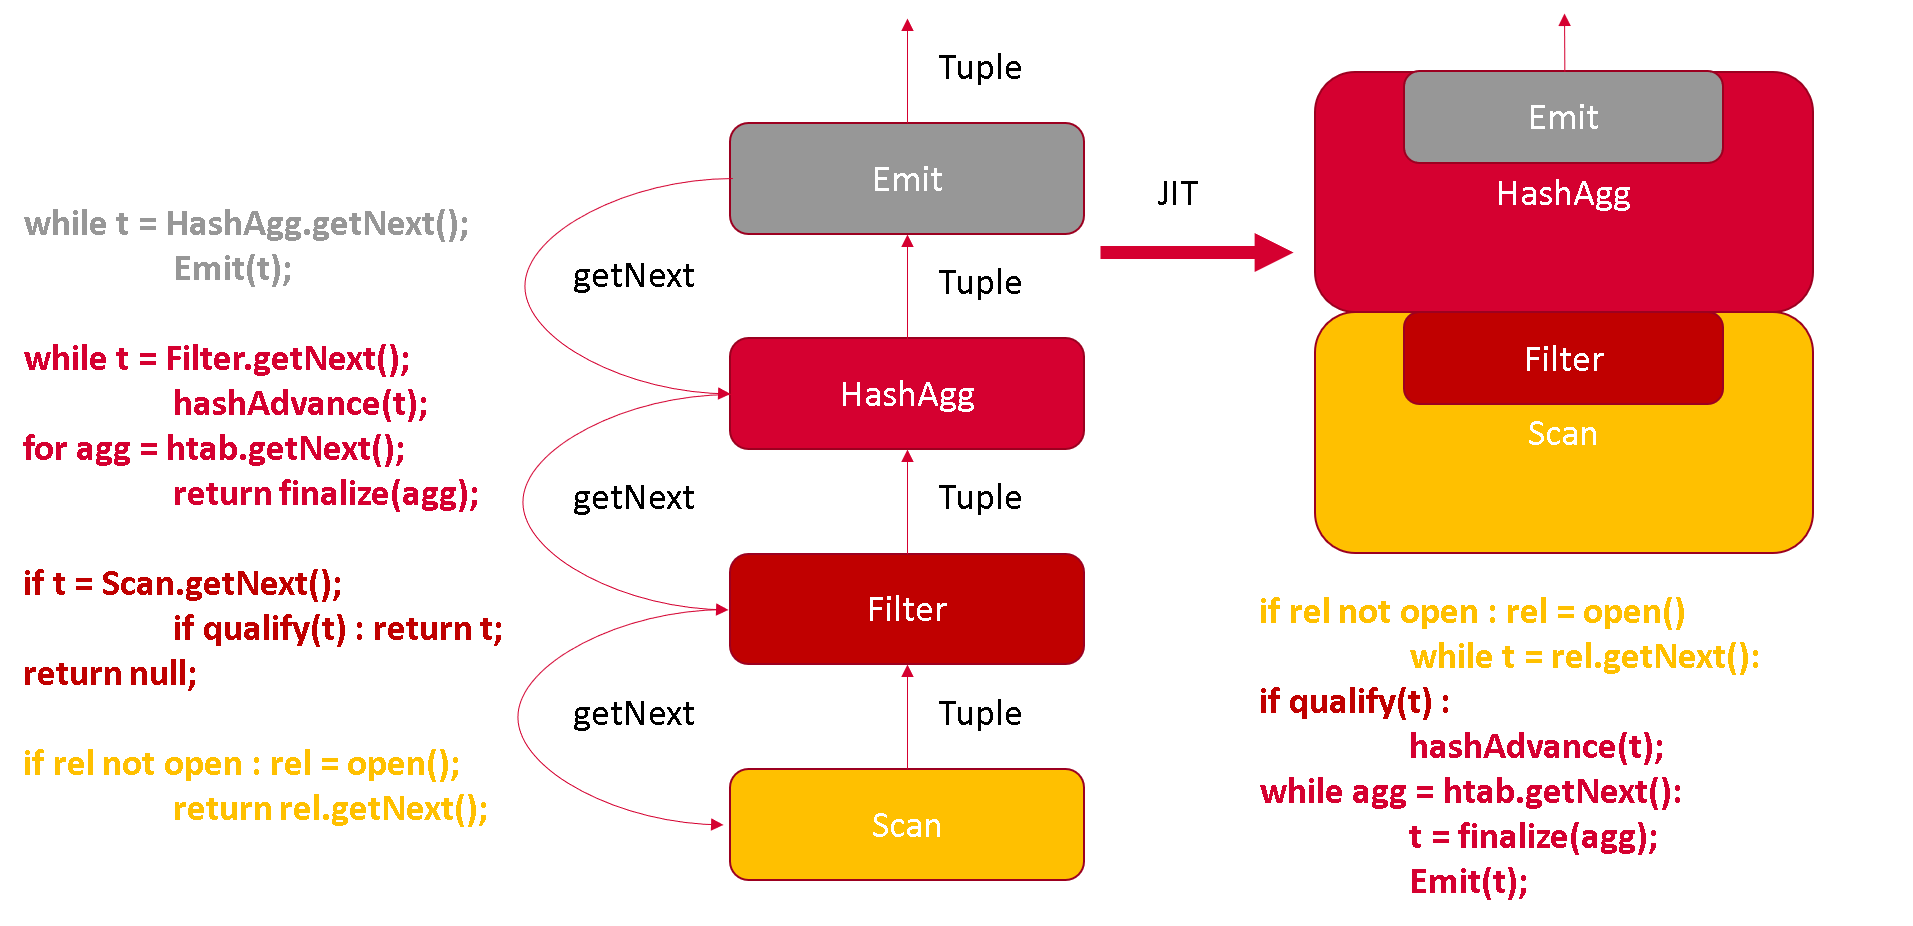 while t = HashAgg.getNext();
Emit(t);
while t = Filter.getNext();
hashAdvance(t);
for agg = htab.getNext();
return finalize(agg);
if t = Scan.getNext();
if qualify(t) : return t;
return null;
if rel not open : rel = open();
return rel.getNext();
Tuple
Emit
getNext
Tuple
HashAgg
getNext
Tuple
Filter
getNext
Tuple
Scan
JIT
Emit
HashAgg
Filter
Scan
if rel not open : rel = open()
while t = rel.getNext():
if qualify(t) :
hashAdvance(t);
while agg = htab.getNext():
t = finalize(agg);
Emit(t);